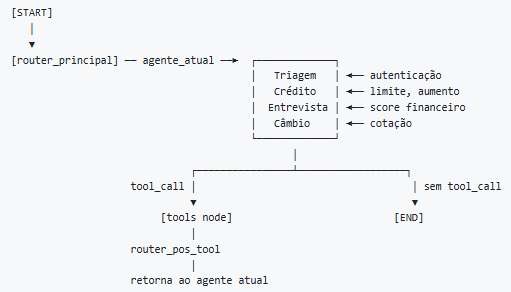 [START]
[router_principal] — agente_atual →
Triagem ← autenticação
Crédito ← limite, aumento
Entrevista ← score financeiro
Câmbio ← cotação
tool_call sem tool_call
[tools node] [END]
router_pos_tool
retorna ao agente atual